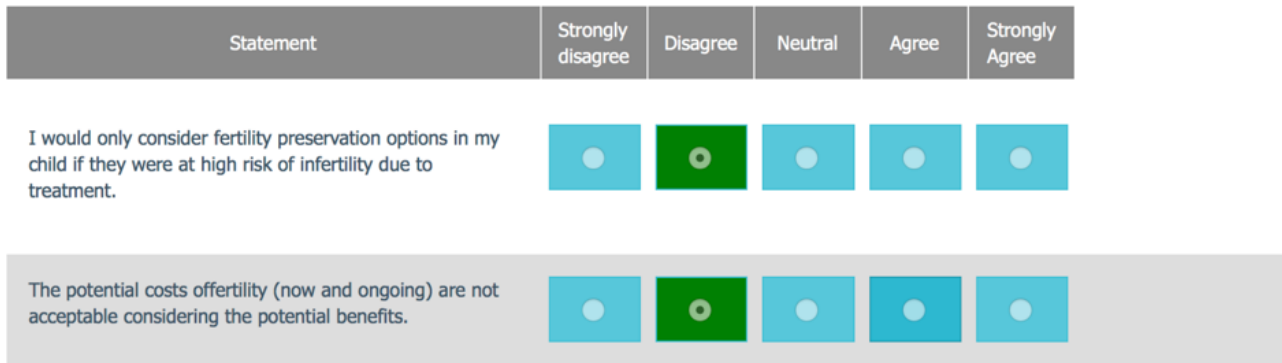 Statement
Strongly
disagree
Disagree
Neutral
Agree
Strongly
Agree
I would only consider fertility preservation options in my
child if they were at high risk of infertility due to
treatment.
The potential costs offertility (now and ongoing) are not
acceptable considering the potential benefits.